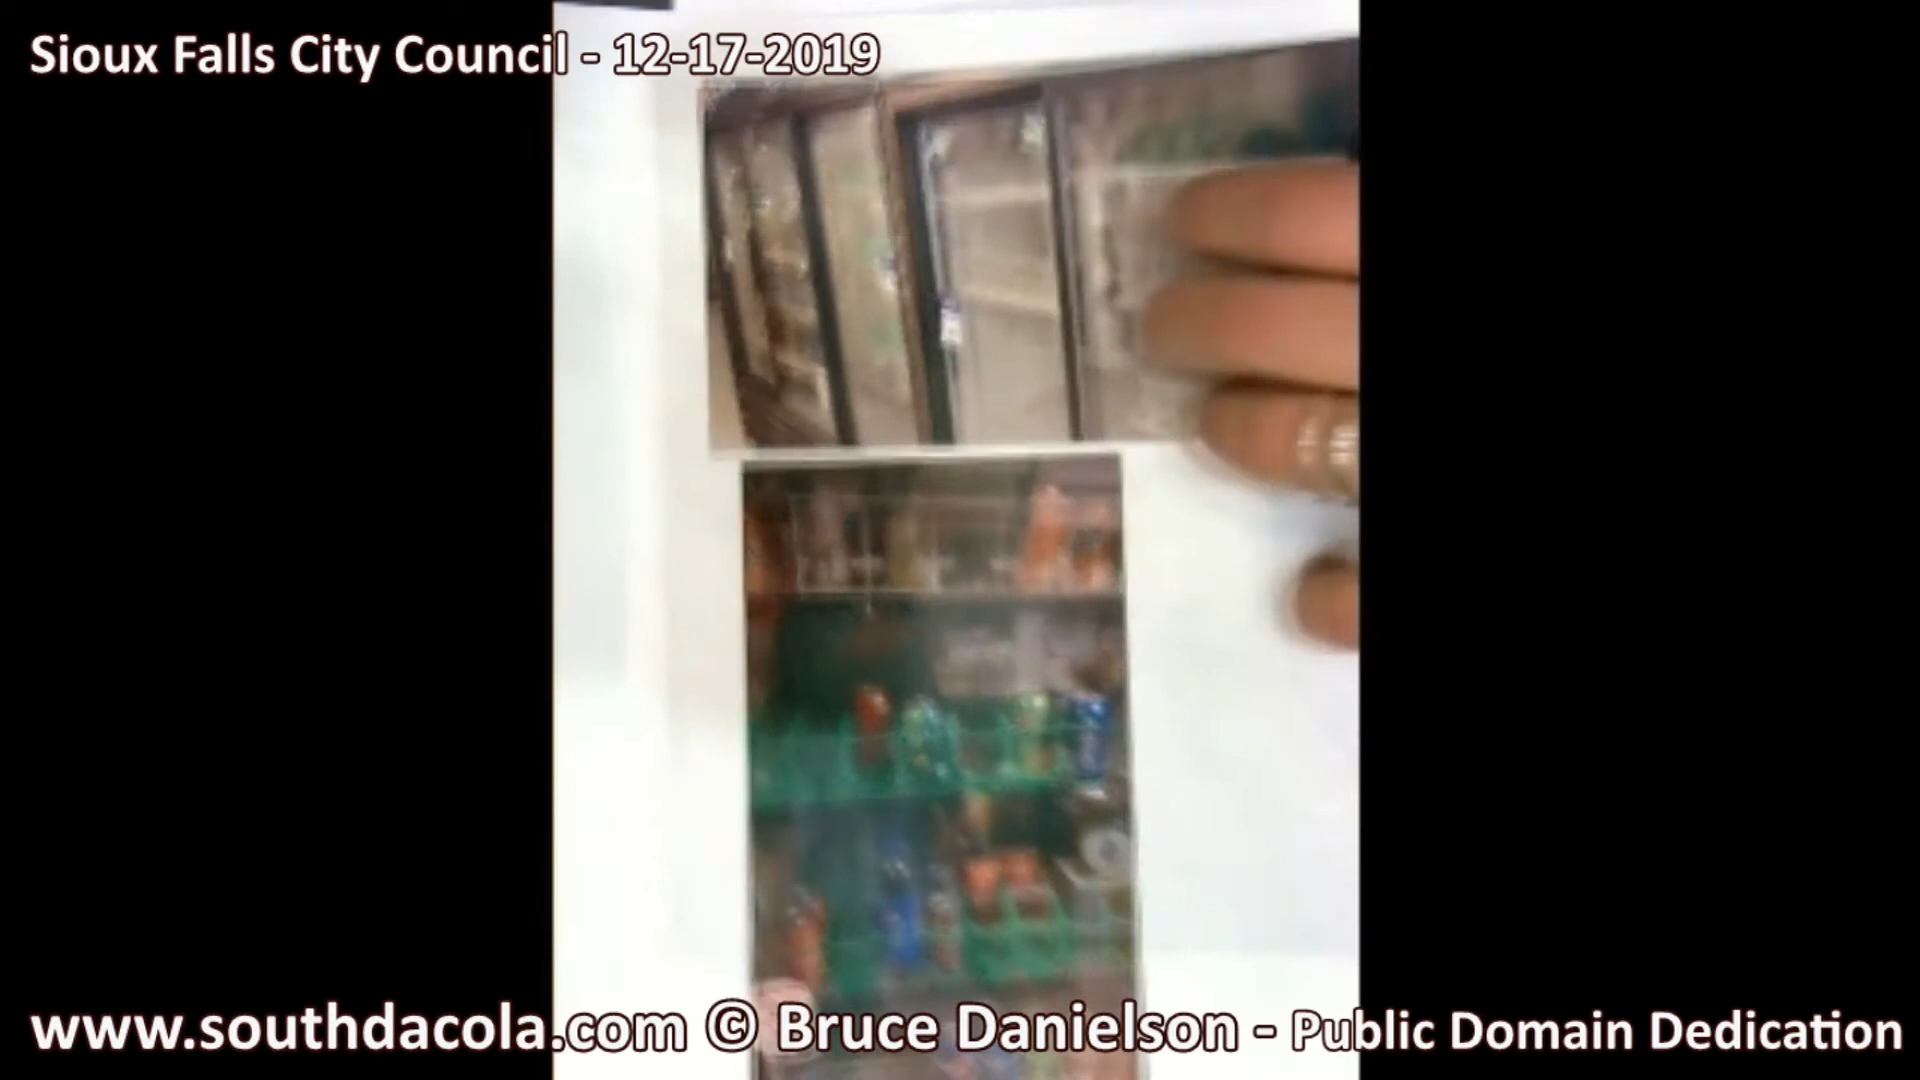 Sioux Falls City Council - 12-17-2019
www.southdacola.com © Bruce Danielson - Public Domain Dedication